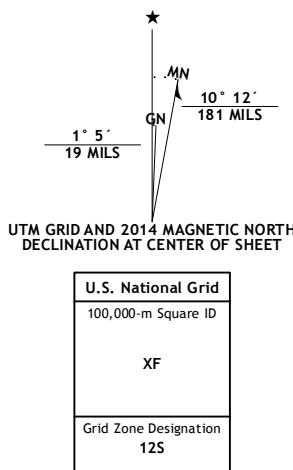 ★
MN
GN
10° 12´
181 MILS
1° 5´
19 MILS
UTM GRID AND 2014 MAGNETIC NORTH
DECLINATION AT CENTER OF SHEET
U.S. National Grid
100,000-m Square ID
XF
Grid Zone Designation
12S